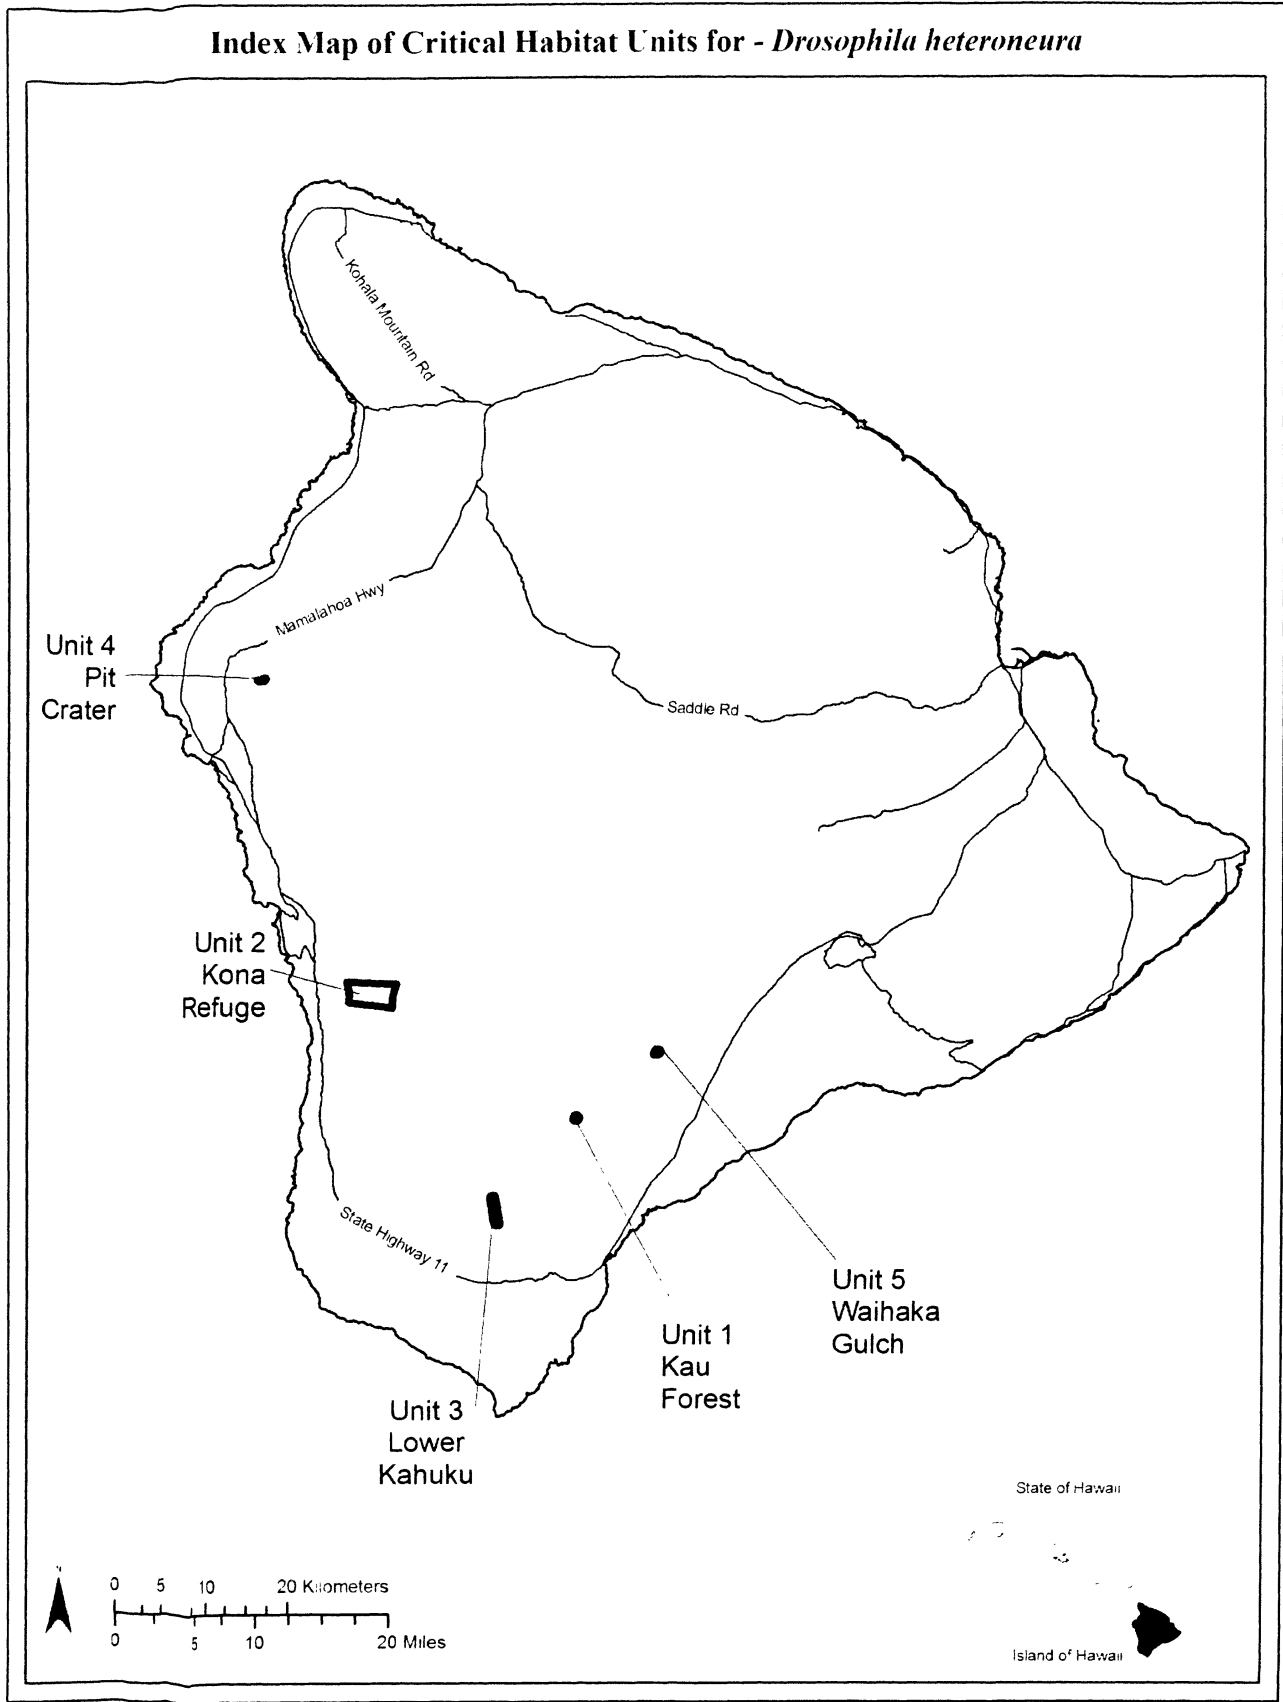 Index Map of Critical Habitat Units for - Drosophila heteroneura
Kohala Mountain Rd
Mamalahoa Hwy
Unit 4
Pit
Crater
Saddle Rd
Unit 2
Kona
Refuge
State Highway 11
Unit 5
Waihaka
Gulch
Unit 1
Kau
Forest
Unit 3
Lower
Kahuku
State of Hawaii
N
0 5 10 20 Kilometers
0 5 10 20 Miles
Island of Hawaii